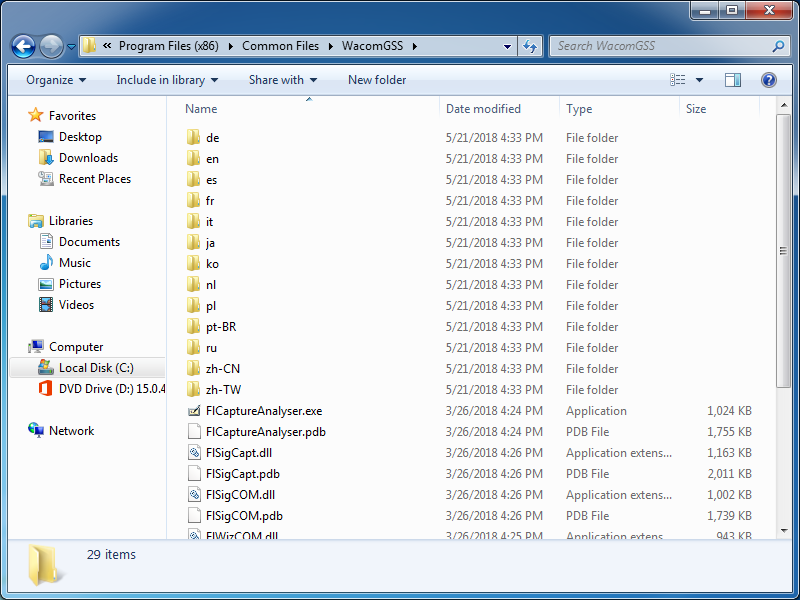 « Program Files (x86) ▸ Common Files ▸ WacomGSS ▸
Search WacomGSS
Organize Include in library Share with New folder
Favorites
Desktop
Downloads
Recent Places
Libraries
Documents
Music
Pictures
Videos
Computer
Local Disk (C:)
DVD Drive (D:) 15.0.4
Network
Name Date modified Type Size
de 5/21/2018 4:33 PM File folder
en 5/21/2018 4:33 PM File folder
es 5/21/2018 4:33 PM File folder
fr 5/21/2018 4:33 PM File folder
it 5/21/2018 4:33 PM File folder
ja 5/21/2018 4:33 PM File folder
ko 5/21/2018 4:33 PM File folder
nl 5/21/2018 4:33 PM File folder
pl 5/21/2018 4:33 PM File folder
pt-BR 5/21/2018 4:33 PM File folder
ru 5/21/2018 4:33 PM File folder
zh-CN 5/21/2018 4:33 PM File folder
zh-TW 5/21/2018 4:33 PM File folder
FlCaptureAnalyser.exe 3/26/2018 4:24 PM Application 1,024 KB
FlCaptureAnalyser.pdb 3/26/2018 4:24 PM PDB File 1,755 KB
FlSigCapt.dll 3/26/2018 4:26 PM Application extens... 1,163 KB
FlSigCapt.pdb 3/26/2018 4:26 PM PDB File 2,011 KB
FlSigCOM.dll 3/26/2018 4:26 PM Application extens... 1,002 KB
FlSigCOM.pdb 3/26/2018 4:26 PM PDB File 1,739 KB
FlWizCOM.dll 3/26/2018 4:25 PM Application extens... 943 KB
29 items